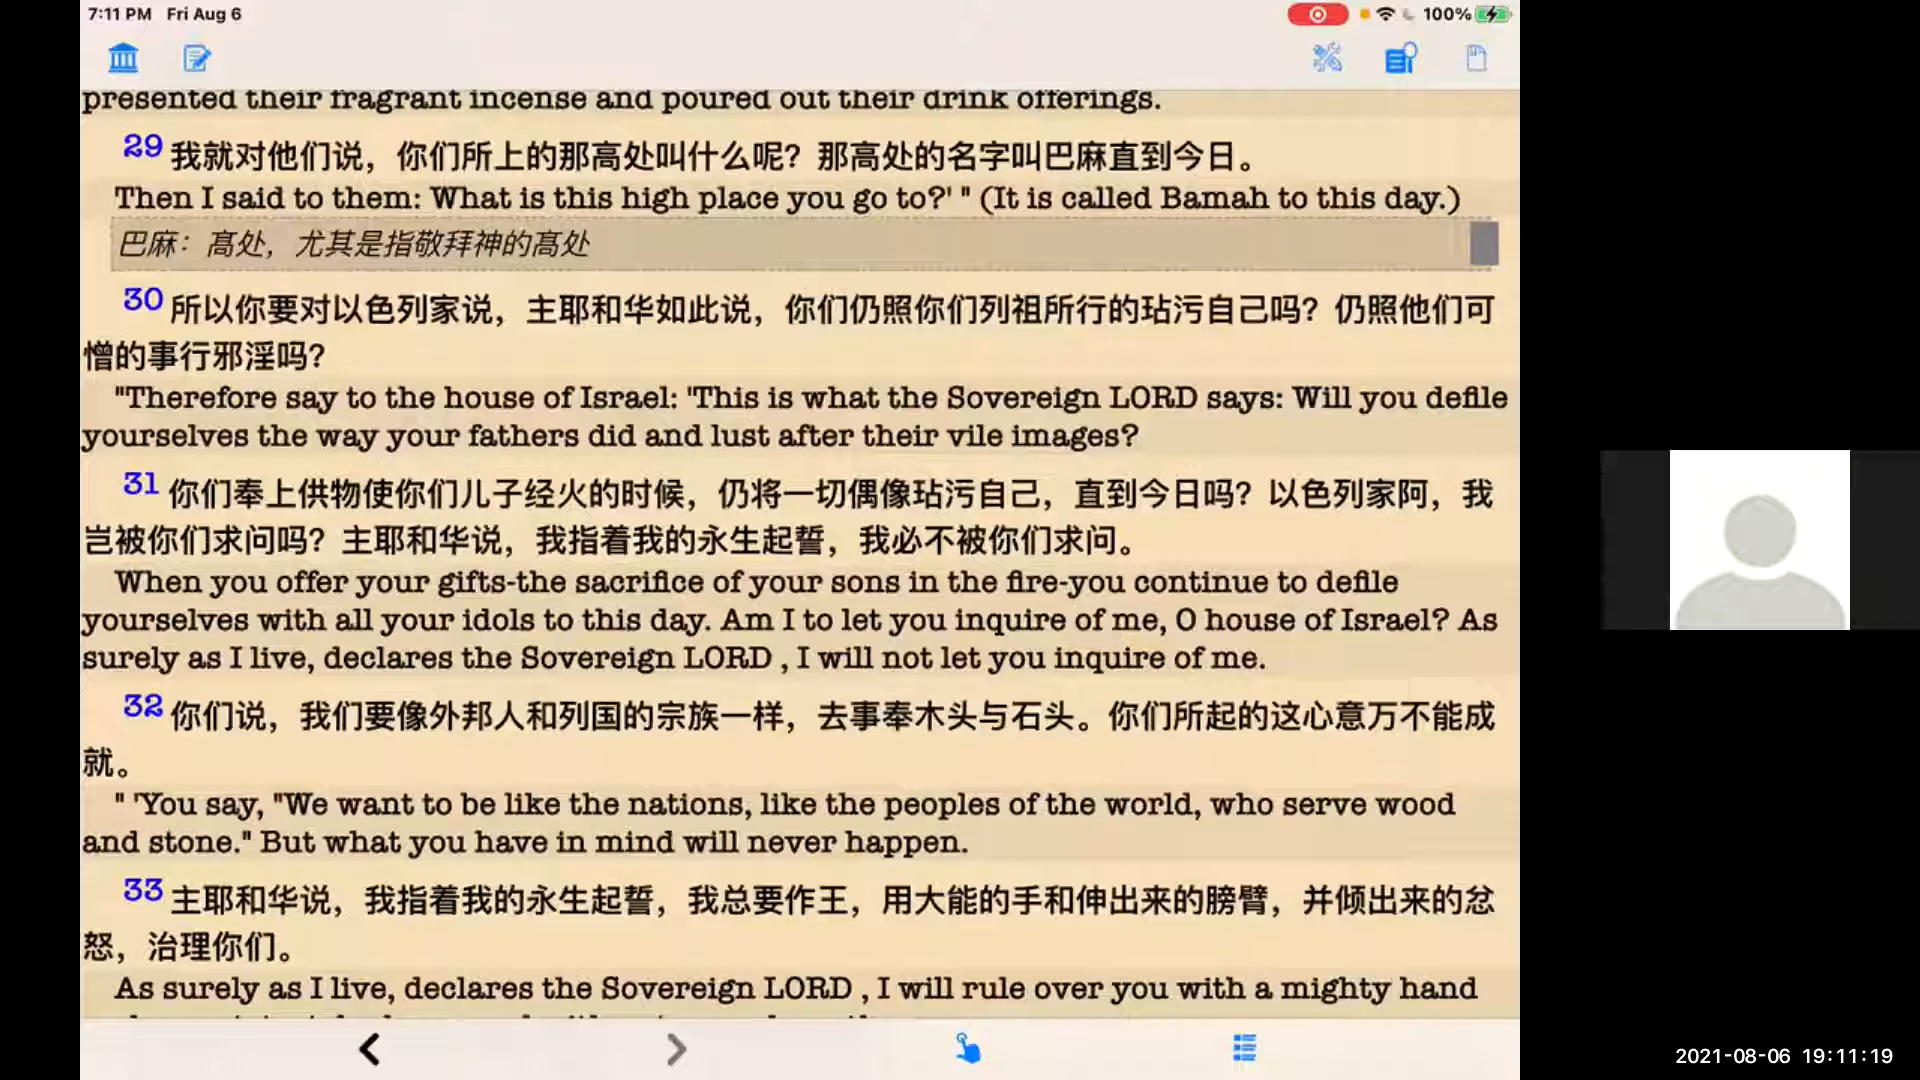 7:11 PM Fri Aug 6
100%
presented their fragrant incense and poured out their drink offerings.
29 我就对他们说，你们所上的那高处叫什么呢？那高处的名字叫巴麻直到今日。
Then I said to them: What is this high place you go to?' " (It is called Bamah to this day.)
巴麻：高处，尤其是指敬拜神的高处
30 所以你要对以色列家说，主耶和华如此说，你们仍照你们列祖所行的玷污自己吗？仍照他们可
憎的事行邪淫吗？
"Therefore say to the house of Israel: 'This is what the Sovereign LORD says: Will you defile
yourselves the way your fathers did and lust after their vile images?
31 你们奉上供物使你们儿子经火的时候，仍将一切偶像玷污自己，直到今日吗？以色列家阿，我
岂被你们求问吗？主耶和华说，我指着我的永生起誓，我必不被你们求问。
When you offer your gifts-the sacrifice of your sons in the fire-you continue to defile
yourselves with all your idols to this day. Am I to let you inquire of me, O house of Israel? As
surely as I live, declares the Sovereign LORD , I will not let you inquire of me.
32 你们说，我们要像外邦人和列国的宗族一样，去事奉木头与石头。你们所起的这心意万不能成
就。
" 'You say, "We want to be like the nations, like the peoples of the world, who serve wood
and stone." But what you have in mind will never happen.
33 主耶和华说，我指着我的永生起誓，我总要作王，用大能的手和伸出来的膀臂，并倾出来的忿
怒，治理你们。
As surely as I live, declares the Sovereign LORD , I will rule over you with a mighty hand
2021-08-06 19:11:19